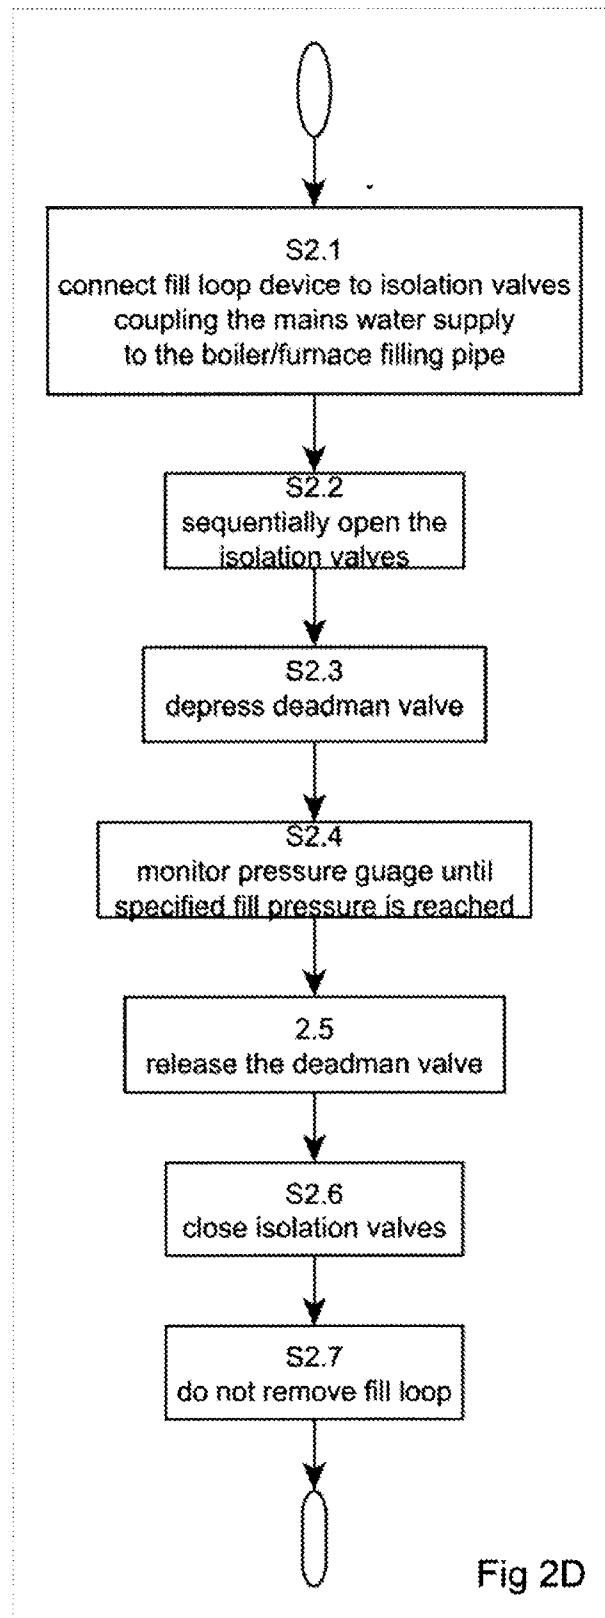 S2.1
connect fill loop device to isolation valves
coupling the mains water supply
to the boiler/furnace filling pipe
S2.2
sequentially open the
isolation valves
S2.3
depress deadman valve
S2.4
monitor pressure guage until
specified fill pressure is reached
2.5
release the deadman valve
S2.6
close isolation valves
S2.7
do not remove fill loop
Fig 2D